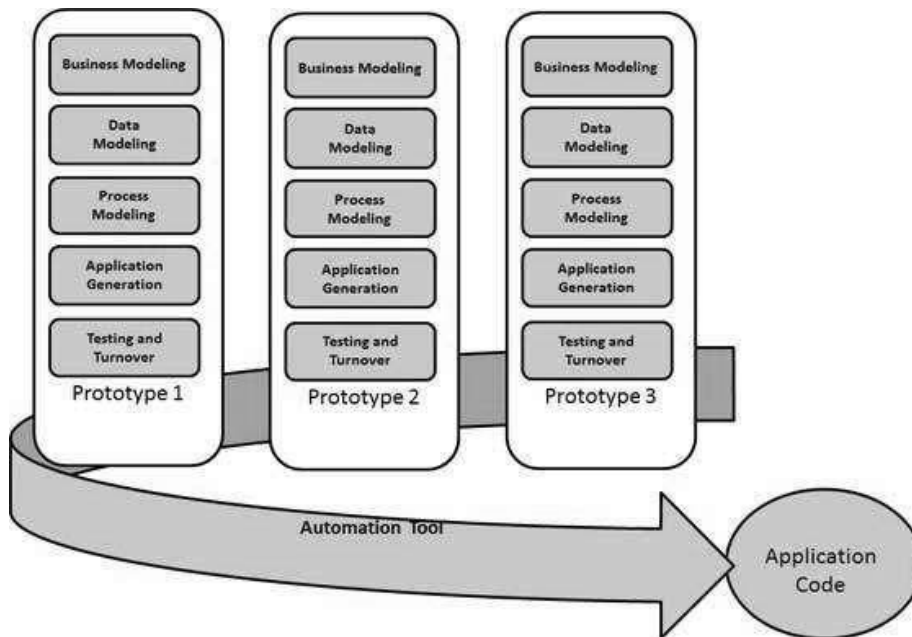 Business Modeling
Data
Modeling
Process
Modeling
Application
Generation
Testing and
Turnover
Prototype 1
Business Modeling
Data
Modeling
Process
Modeling
Application
Generation
Testing and
Turnover
Prototype 2
Business Modeling
Data
Modeling
Process
Modeling
Application
Generation
Testing and
Turnover
Prototype 3
Automation Tool
Application
Code